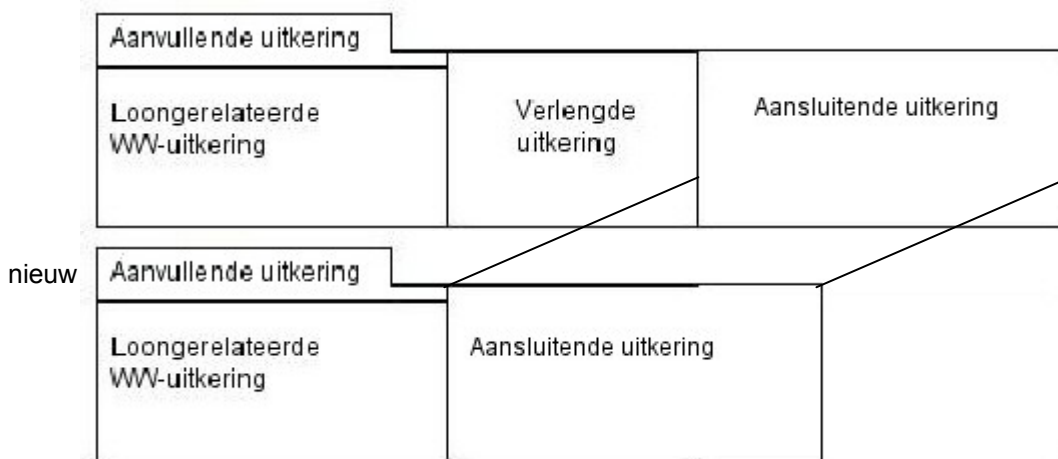 Aanvullende uitkering
Loongerelateerde
WW-uitkering
Verlengde
uitkering
Aansluitende uitkering
nieuw
Aanvullende uitkering
Loongerelateerde
WW-uitkering
Aansluitende uitkering